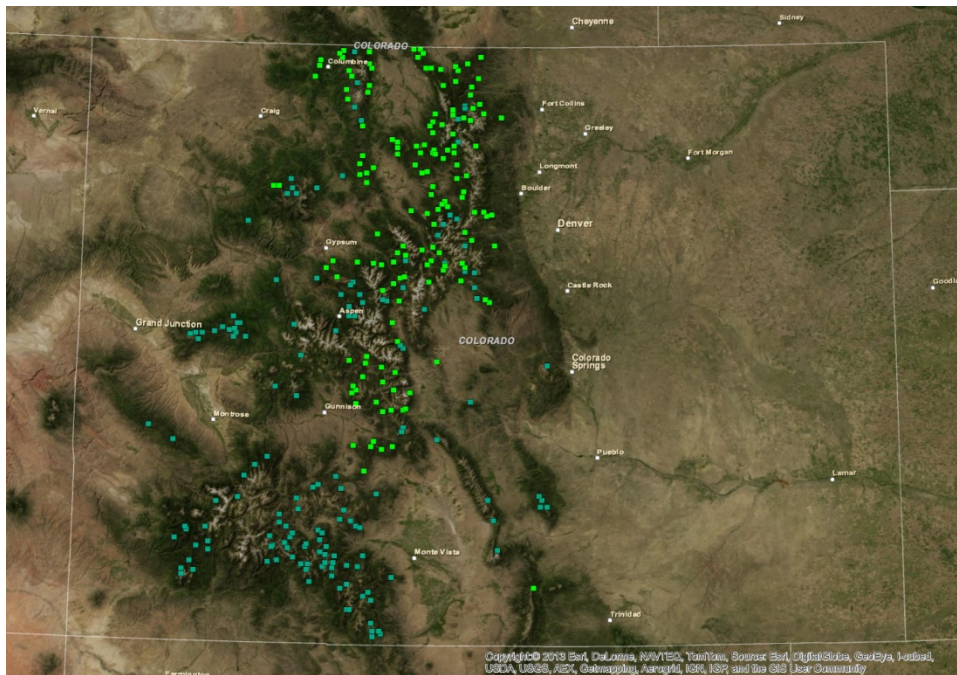 Cheyenne
Sidney
COLORADO
Columbine
Vernal
Craig
Fort Collins
Greeley
Fort Morgan
Longmont
Boulder
Denver
Gypsum
Castle Rock
Goodl
Aspen
Grand Junction
COLORADO
Colorado
Springs
Gunnison
Montrose
Pueblo
Lamar
Monte Vista
Trinidad
Copyright:© 2013 Esri, DeLorme, NAVTEQ, TomTom, Source: Esri, DigitalGlobe, GeoEye, i-cubed,
USDA, USGS, AEX, Getmapping, Aerogrid, IGN, IGP, and the GIS User Community
Farmington